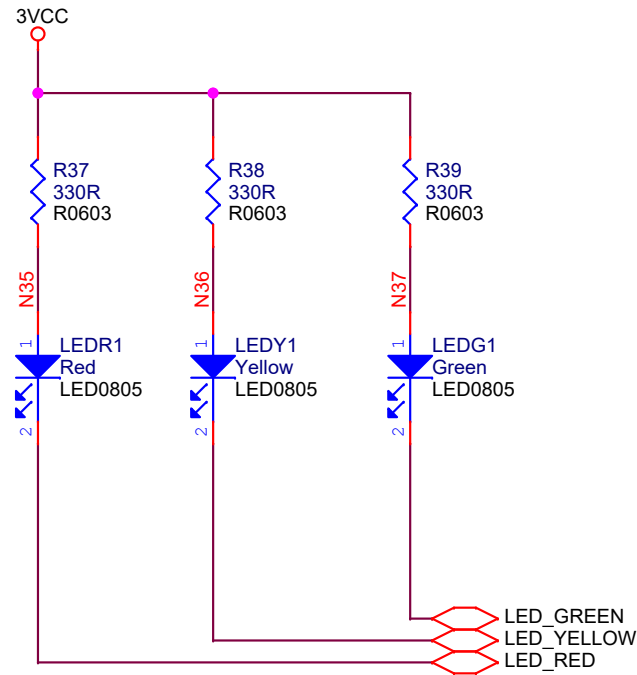 3VCC
R37
330R
R0603
R38
330R
R0603
R39
330R
R0603
N35
N36
N37
1
LEDR1
Red
LED0805
2
1
LEDY1
Yellow
LED0805
2
1
LEDG1
Green
LED0805
2
LED_GREEN
LED_YELLOW
LED_RED